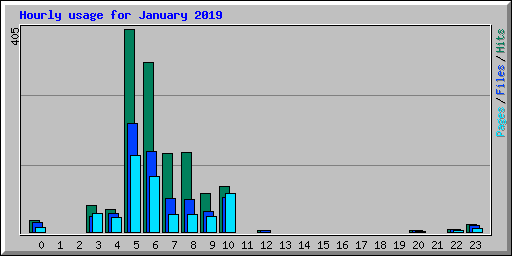 Hourly usage for January 2019
405
Pages/Files/Hits
0 1 2 3 4 5 6 7 8 9 10 11 12 13 14 15 16 17 18 19 20 21 22 23